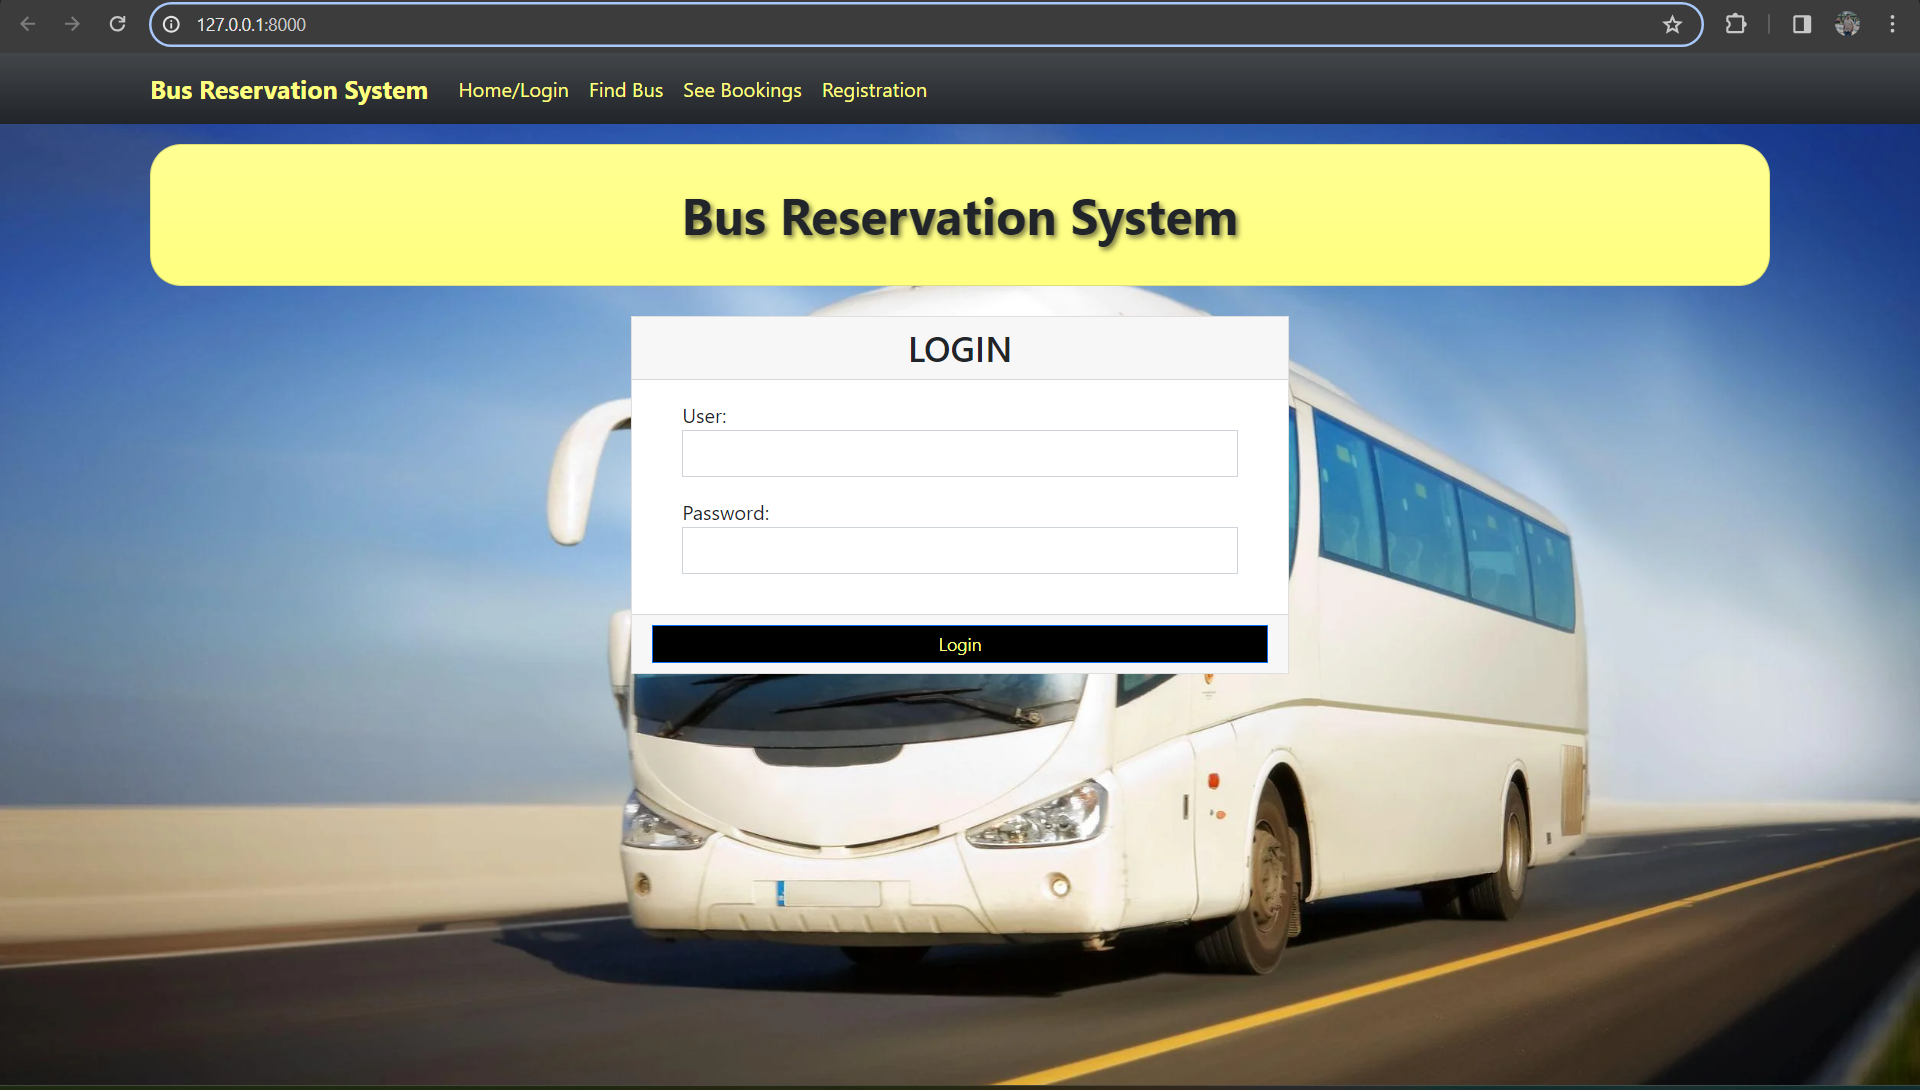 127.0.0.1:8000
Bus Reservation System Home/Login Find Bus See Bookings Registration
Bus Reservation System
LOGIN
User:
Password:
Login